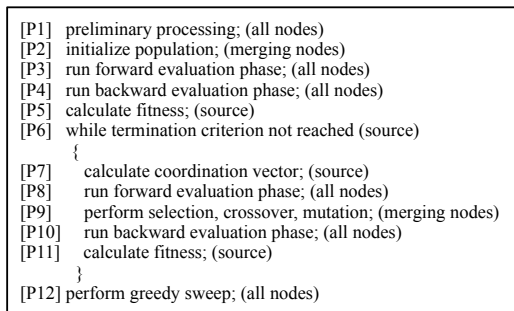 [P1] preliminary processing; (all nodes)
[P2] initialize population; (merging nodes)
[P3] run forward evaluation phase; (all nodes)
[P4] run backward evaluation phase; (all nodes)
[P5] calculate fitness; (source)
[P6] while termination criterion not reached (source)
{
[P7] calculate coordination vector; (source)
[P8] run forward evaluation phase; (all nodes)
[P9] perform selection, crossover, mutation; (merging nodes)
[P10] run backward evaluation phase; (all nodes)
[P11] calculate fitness; (source)
}
[P12] perform greedy sweep; (all nodes)